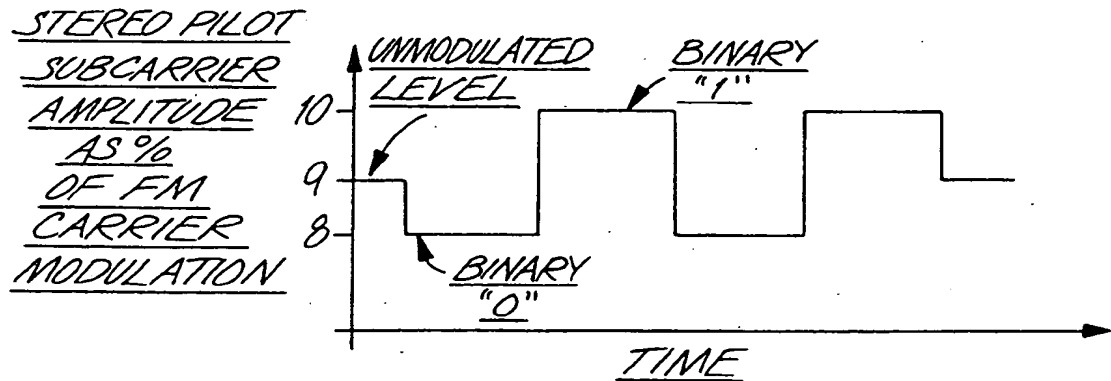 STEREO PILOT
SUBCARRIER
AMPLITUDE
AS %
OF FM
CARRIER
MODULATION
UNMODULATED
LEVEL
BINARY
"1"
10
9
8
BINARY
"0"
TIME